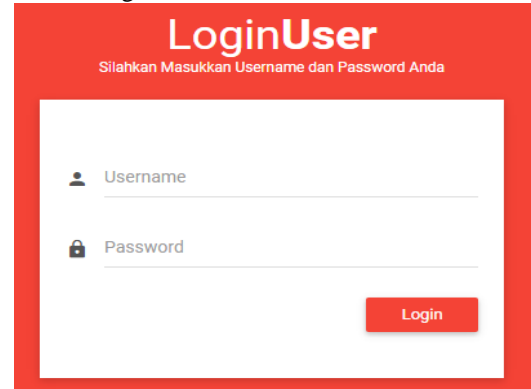 LoginUser
Silahkan Masukkan Username dan Password Anda
Username
Password
Login